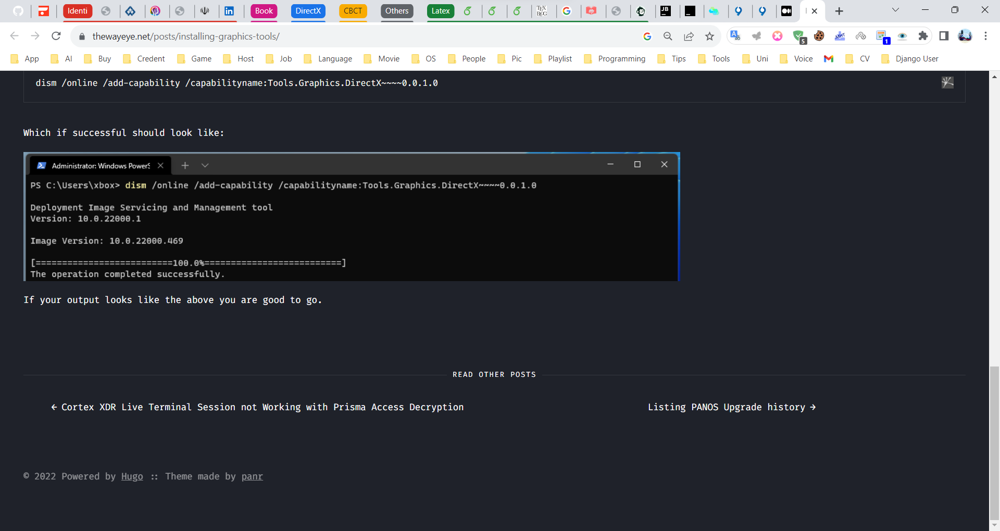 Identi
Book
DirectX
CBCT
Others
Latex
JB
thewayeye.net/posts/installing-graphics-tools/
5
1
App
AI
Buy
Credent
Game
Host
Job
Language
Movie
OS
People
Pic
Playlist
Programming
Tips
Tools
Uni
Voice
CV
Django User
dism /online /add-capability /capabilityname:Tools.Graphics.DirectX~~~~0.0.1.0
Which if successful should look like:
Administrator: Windows PowerS
PS C:\Users\xbox> dism /online /add-capability /capabilityname:Tools.Graphics.DirectX~~~~0.0.1.0
Deployment Image Servicing and Management tool
Version: 10.0.22000.1
Image Version: 10.0.22000.469
[==========================100.0%==========================]
The operation completed successfully.
If your output looks like the above you are good to go.
READ OTHER POSTS
← Cortex XDR Live Terminal Session not Working with Prisma Access Decryption
Listing PANOS Upgrade history →
© 2022 Powered by Hugo :: Theme made by panr